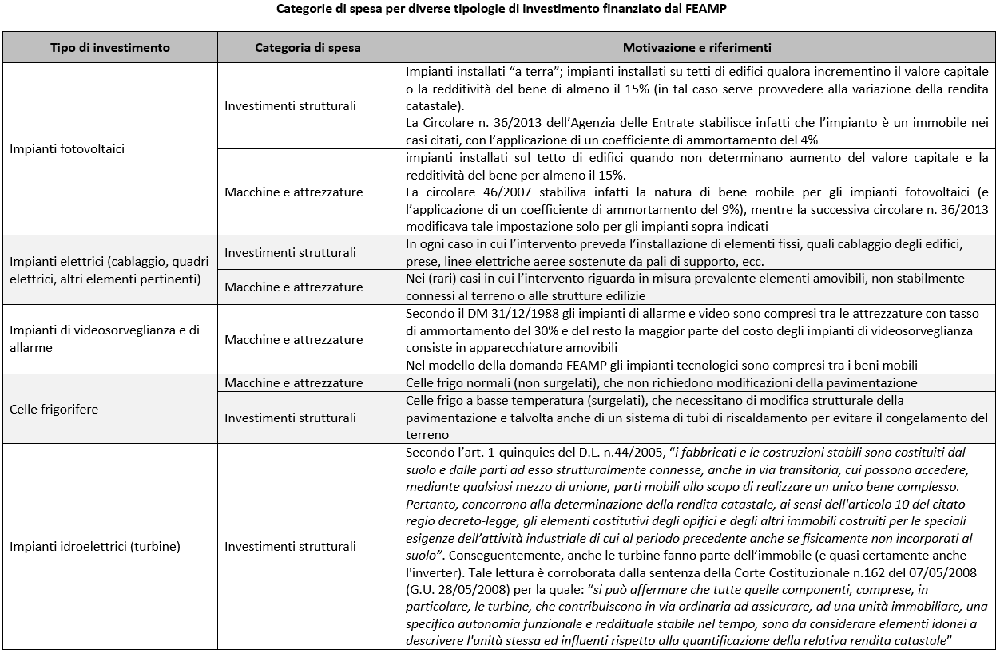 Categorie di spesa per diverse tipologie di investimento finanziato dal FEAMP
Tipo di investimento
Categoria di spesa
Motivazione e riferimenti
Impianti fotovoltaici
Investimenti strutturali
Impianti installati “a terra”; impianti installati su tetti di edifici qualora incrementino il valore capitale
o la redditività del bene di almeno il 15% (in tal caso serve provvedere alla variazione della rendita
catastale).
La Circolare n. 36/2013 dell’Agenzia delle Entrate stabilisce infatti che l’impianto è un immobile nei
casi citati, con l’applicazione di un coefficiente di ammortamento del 4%
Macchine e attrezzature
impianti installati sul tetto di edifici quando non determinano aumento del valore capitale e la
redditività del bene per almeno il 15%.
La circolare 46/2007 stabiliva infatti la natura di bene mobile per gli impianti fotovoltaici (e
l’applicazione di un coefficiente di ammortamento del 9%), mentre la successiva circolare n. 36/2013
modificava tale impostazione solo per gli impianti sopra indicati
Impianti elettrici (cablaggio, quadri
elettrici, altri elementi pertinenti)
Investimenti strutturali
In ogni caso in cui l’intervento preveda l’installazione di elementi fissi, quali cablaggio degli edifici,
prese, linee elettriche aeree sostenute da pali di supporto, ecc.
Macchine e attrezzature
Nei (rari) casi in cui l’intervento riguarda in misura prevalente elementi amovibili, non stabilmente
connessi al terreno o alle strutture edilizie
Impianti di videosorveglianza e di
allarme
Macchine e attrezzature
Secondo il DM 31/12/1988 gli impianti di allarme e video sono compresi tra le attrezzature con tasso
di ammortamento del 30% e del resto la maggior parte del costo degli impianti di videosorveglianza
consiste in apparecchiature amovibili
Nel modello della domanda FEAMP gli impianti tecnologici sono compresi tra i beni mobili
Celle frigorifere
Macchine e attrezzature
Celle frigo normali (non surgelati), che non richiedono modificazioni della pavimentazione
Investimenti strutturali
Celle frigo a basse temperatura (surgelati), che necessitano di modifica strutturale della
pavimentazione e talvolta anche di un sistema di tubi di riscaldamento per evitare il congelamento del
terreno
Impianti idroelettrici (turbine)
Investimenti strutturali
Secondo l’art. 1-quinquies del D.L. n.44/2005, “i fabbricati e le costruzioni stabili sono costituiti dal
suolo e dalle parti ad esso strutturalmente connesse, anche in via transitoria, cui possono accedere,
mediante qualsiasi mezzo di unione, parti mobili allo scopo di realizzare un unico bene complesso.
Pertanto, concorrono alla determinazione della rendita catastale, ai sensi dell'articolo 10 del citato
regio decreto-legge, gli elementi costitutivi degli opifici e degli altri immobili costruiti per le speciali
esigenze dell’attività industriale di cui al periodo precedente anche se fisicamente non incorporati al
suolo”. Conseguentemente, anche le turbine fanno parte dell’immobile (e quasi certamente anche
l'inverter). Tale lettura è corroborata dalla sentenza della Corte Costituzionale n.162 del 07/05/2008
(G.U. 28/05/2008) per la quale: “si può affermare che tutte quelle componenti, comprese, in
particolare, le turbine, che contribuiscono in via ordinaria ad assicurare, ad una unità immobiliare, una
specifica autonomia funzionale e reddituale stabile nel tempo, sono da considerare elementi idonei a
descrivere l'unità stessa ed influenti rispetto alla quantificazione della relativa rendita catastale”